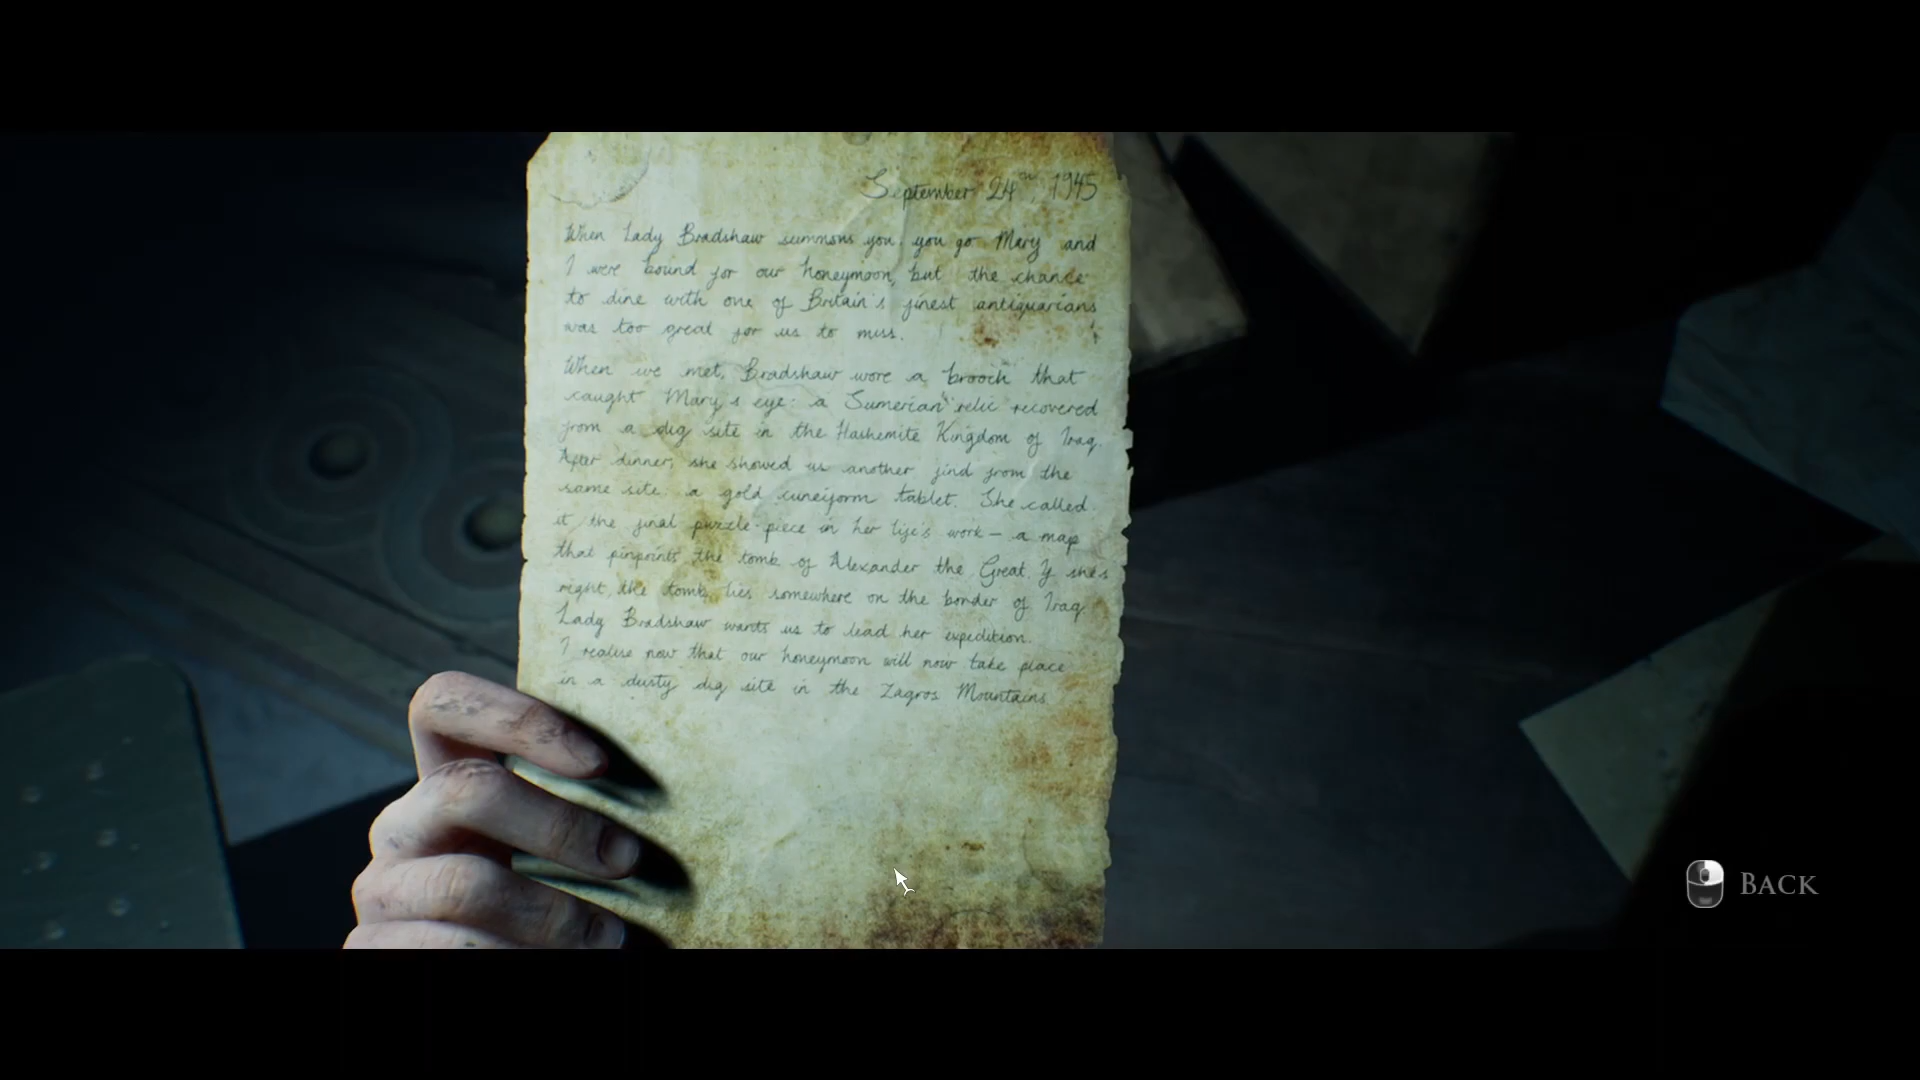 September 24th, 1945
When Lady Bradshaw summons you, you go. Mary and
I were bound for our honeymoon, but the chance
to dine with one of Britain's finest antiquarians
was too great for us to miss.
When we met, Bradshaw wore a brooch that
caught Mary's eye: a Sumerian relic recovered
from a dig site in the Hashemite Kingdom of Iraq.
After dinner, she showed us another find from the
same site: a gold cuneiform tablet. She called
it the final puzzle-piece in her life's work – a map
that pinpoints the tomb of Alexander the Great. If she's
right, the tomb lies somewhere on the border of Iraq.
Lady Bradshaw wants us to lead her expedition.
I realise now that our honeymoon will now take place
in a dusty dig site in the Zagros Mountains
BACK